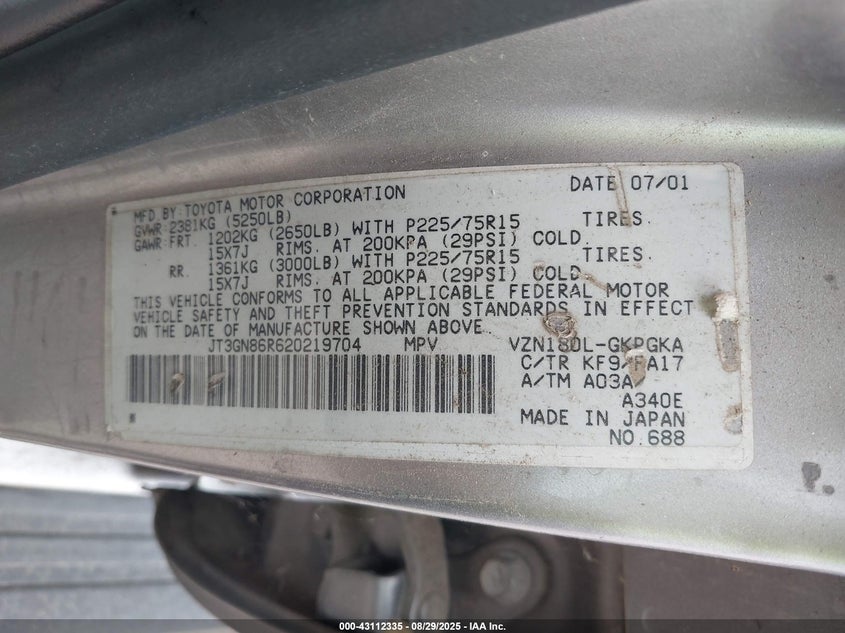 MFD BY: TOYOTA MOTOR CORPORATION DATE 07/01
GVWR 2381KG (5250LB)
GAWR FRT. 1202KG (2650LB) WITH P225/75R15 TIRES.
15X7J RIMS. AT 200KPA (29PSI) COLD
RR. 1361KG (3000LB) WITH P225/75R15 TIRES.
15X7J RIMS. AT 200KPA (29PSI) COLD
THIS VEHICLE CONFORMS TO ALL APPLICABLE FEDERAL MOTOR
VEHICLE SAFETY AND THEFT PREVENTION STANDARDS IN EFFECT
ON THE DATE OF MANUFACTURE SHOWN ABOVE.
JT3GN86R620219704 MPV VZN180L-GKPGKA
C/TR KF9/FA17
A/TM A03A/
A340E
MADE IN JAPAN
NO.688
P.
000-43112335 - 08/29/2025 - IAA Inc.